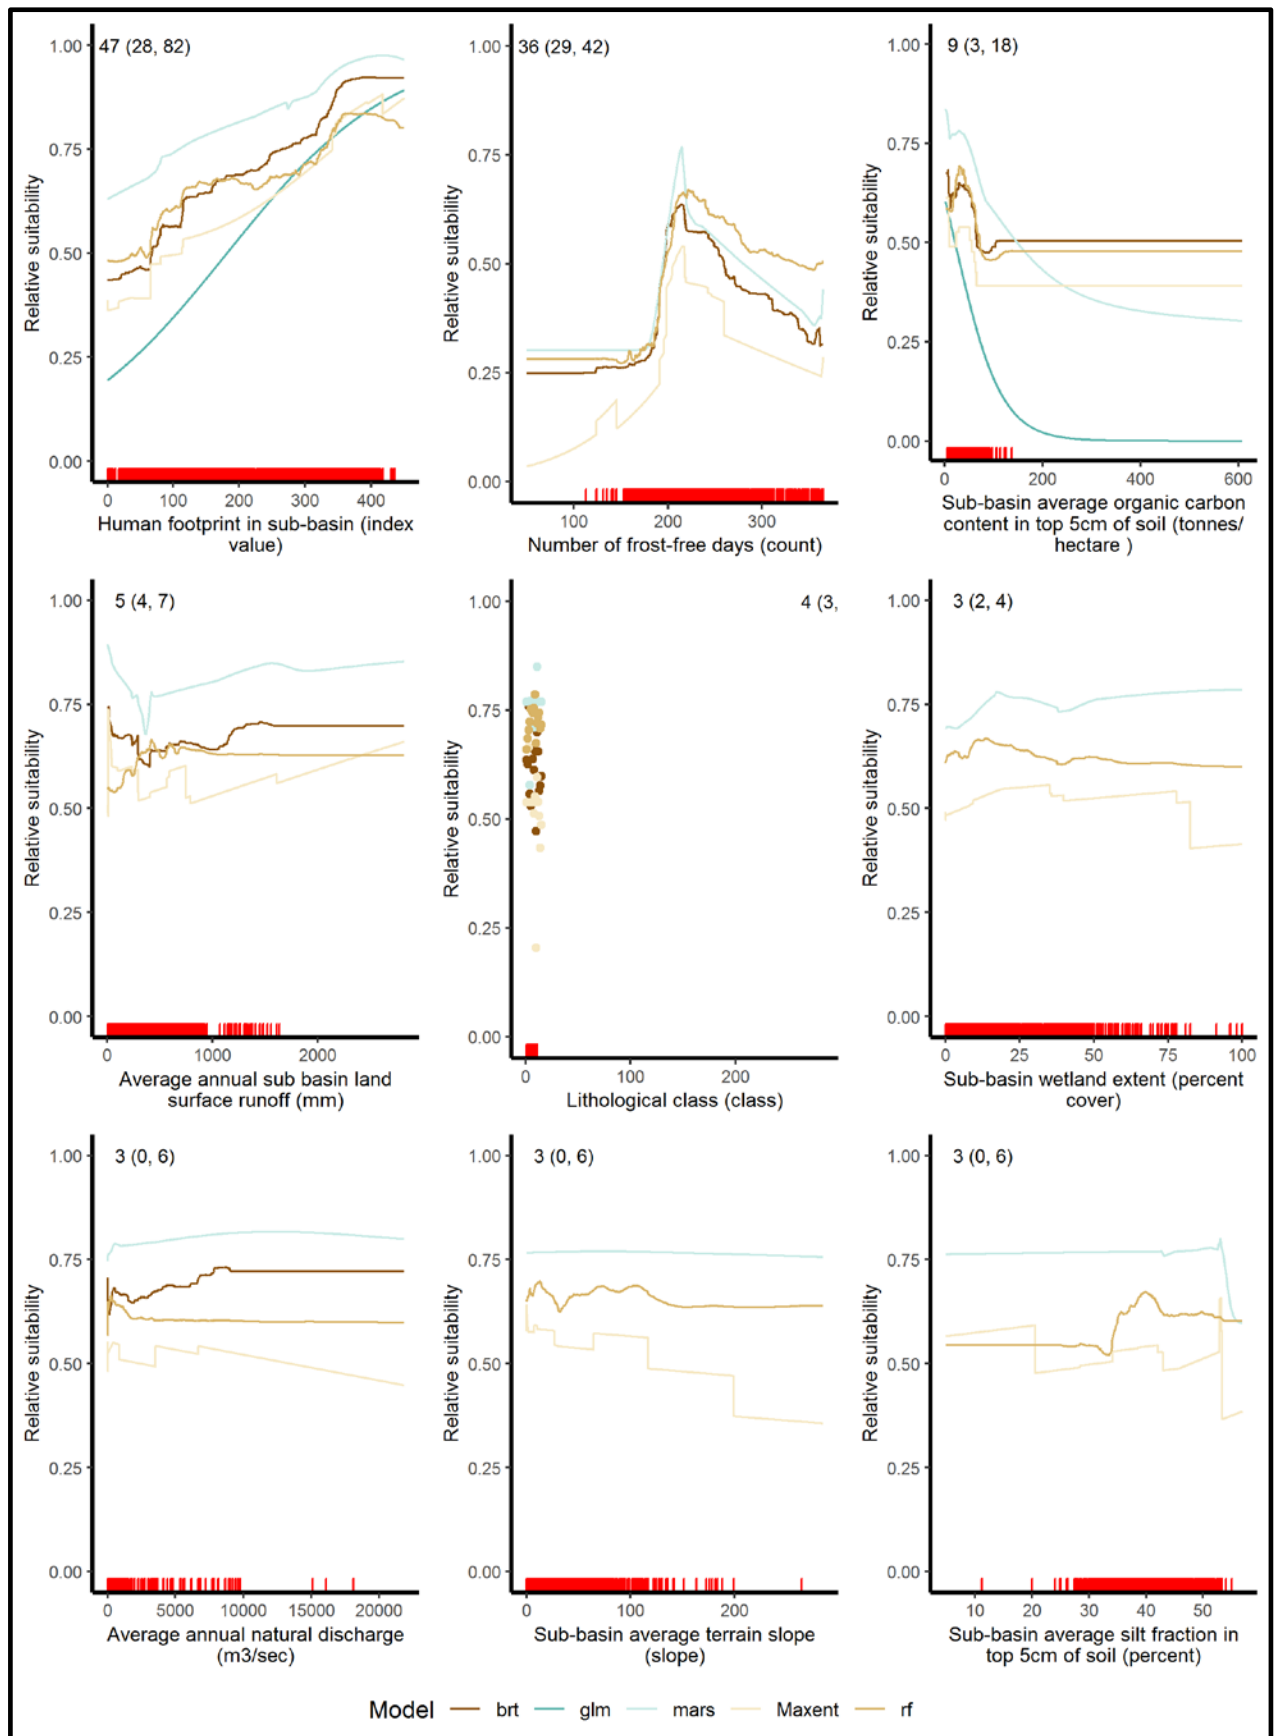 47 (28, 82)
1.00
0.75
0.50
0.25
0.00
Relative suitability
0
100
200
300
400
Human footprint in sub-basin (index
value)
36 (29, 42)
1.00
0.75
0.50
0.25
0.00
Relative suitability
100
200
300
Number of frost-free days (count)
9 (3, 18)
1.00
0.75
0.50
0.25
0.00
Relative suitability
0
200
400
600
Sub-basin average organic carbon
content in top 5cm of soil (tonnes/
hectare )
5 (4, 7)
1.00
0.75
0.50
0.25
0.00
Relative suitability
0
1000
2000
Average annual sub basin land
surface runoff (mm)
4 (3,
1.00
0.75
0.50
0.25
0.00
Relative suitability
0
100
200
Lithological class (class)
3 (2, 4)
1.00
0.75
0.50
0.25
0.00
Relative suitability
0
25
50
75
100
Sub-basin wetland extent (percent
cover)
3 (0, 6)
1.00
0.75
0.50
0.25
0.00
Relative suitability
0
5000
10000
15000
20000
Average annual natural discharge
(m3/sec)
3 (0, 6)
1.00
0.75
0.50
0.25
0.00
Relative suitability
0
100
200
Sub-basin average terrain slope
(slope)
3 (0, 6)
1.00
0.75
0.50
0.25
0.00
Relative suitability
10
20
30
40
50
Sub-basin average silt fraction in
top 5cm of soil (percent)
Model brt glm mars Maxent rf